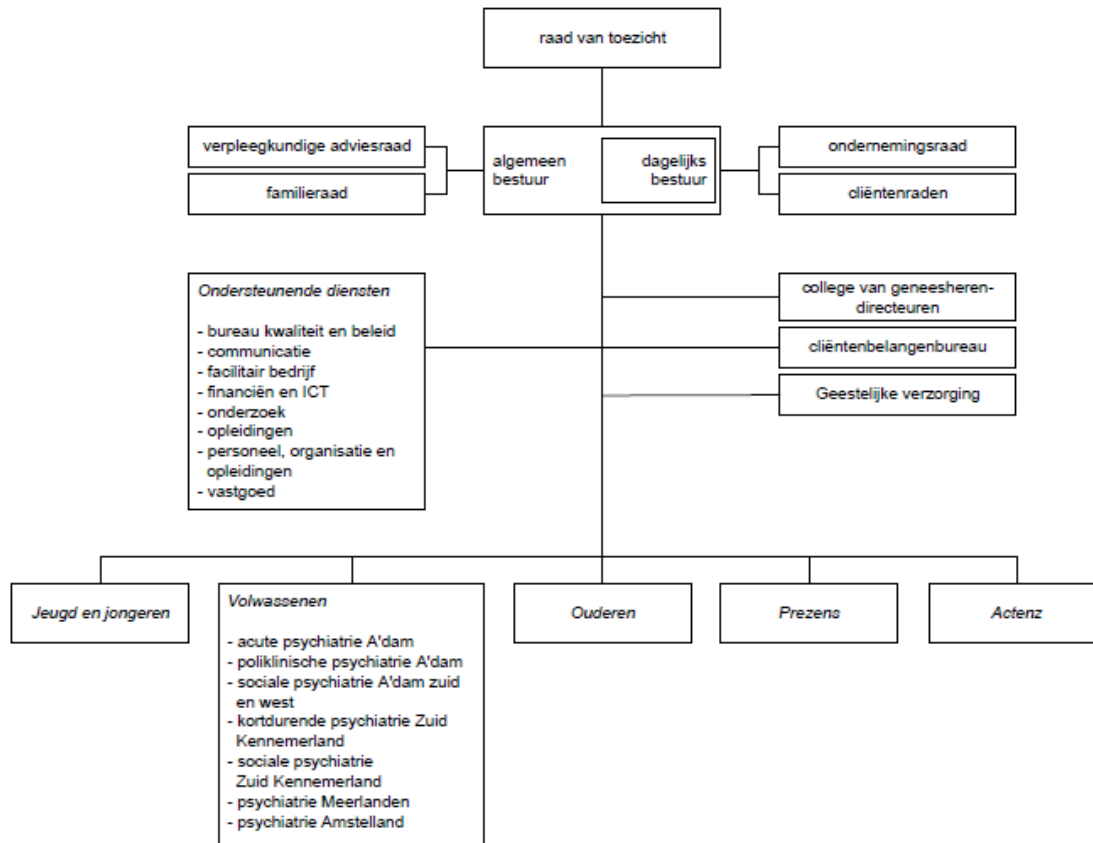 raad van toezicht
verpleegkundige adviesraad
familieraad
algemeen
bestuur
dagelijks
bestuur
ondernemingsraad
cliëntenraden
Ondersteunende diensten
- bureau kwaliteit en beleid
- communicatie
- facilitair bedrijf
- financiën en ICT
- onderzoek
- opleidingen
- personeel, organisatie en
opleidingen
- vastgoed
college van geneesheren-
directeuren
cliëntenbelangenbureau
Geestelijke verzorging
Jeugd en jongeren
Volwassenen
- acute psychiatrie A'dam
- poliklinische psychiatrie A'dam
- sociale psychiatrie A'dam zuid
en west
- kortdurende psychiatrie Zuid
Kennemerland
- sociale psychiatrie
Zuid Kennemerland
- psychiatrie Meerlanden
- psychiatrie Amstelland
Ouderen
Prezens
Actenz